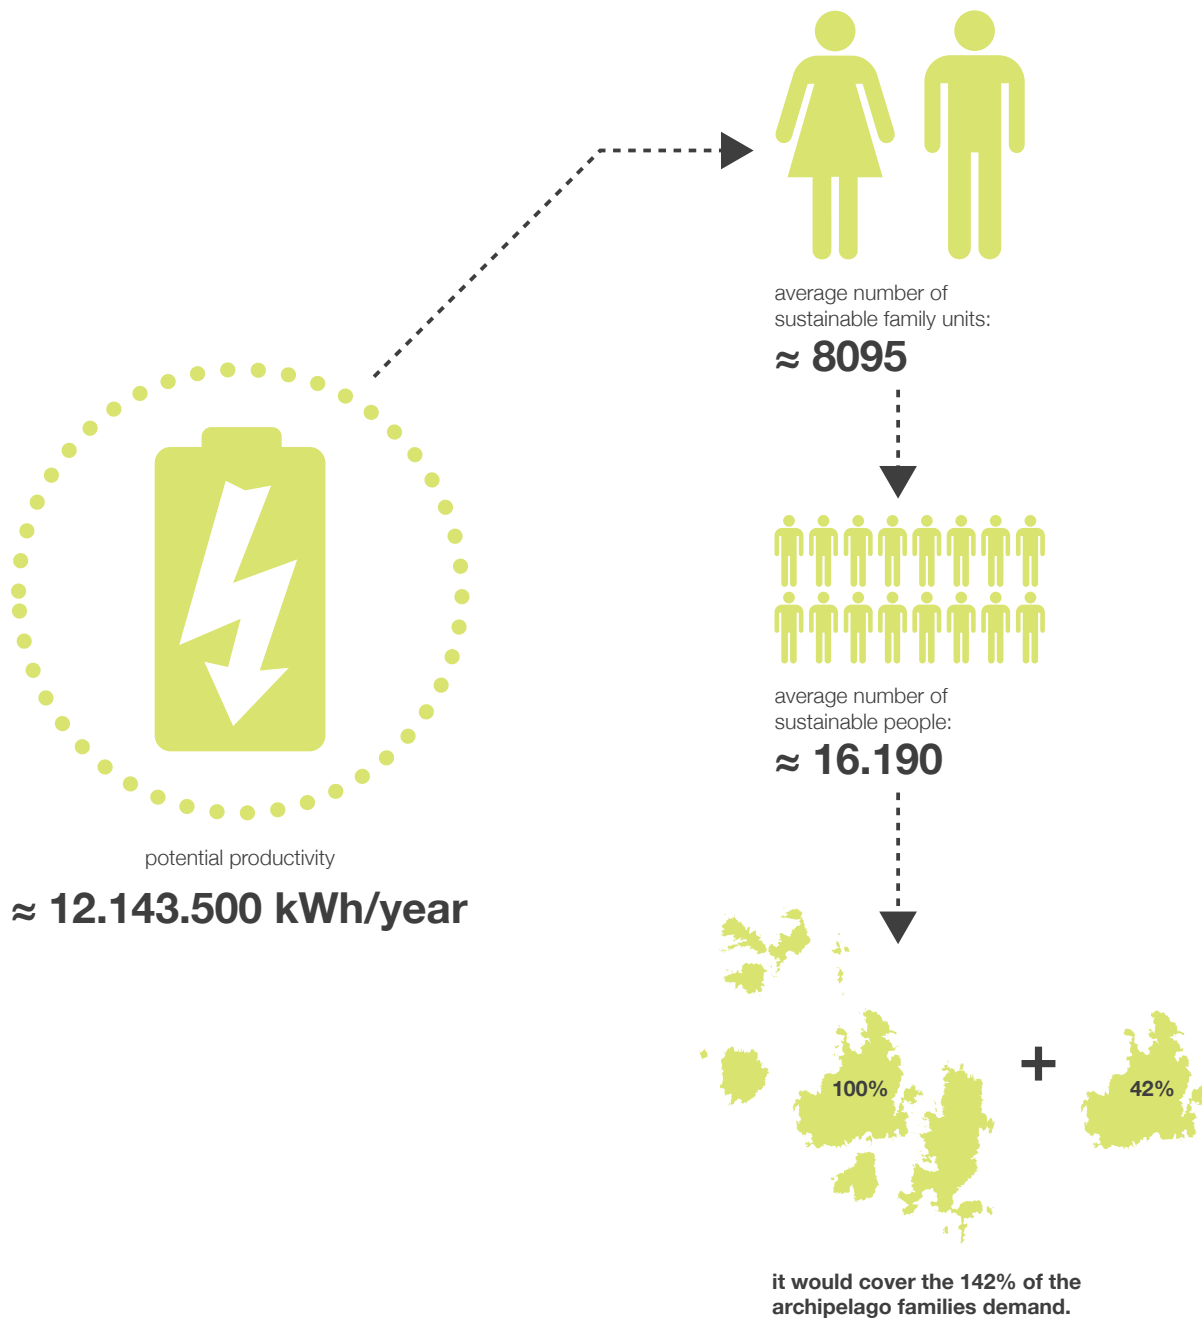 average number of
sustainable family units:
≈ 8095
average number of
sustainable people:
≈ 16.190
potential productivity
≈ 12.143.500 kWh/year
100%
+
42%
it would cover the 142% of the
archipelago families demand.